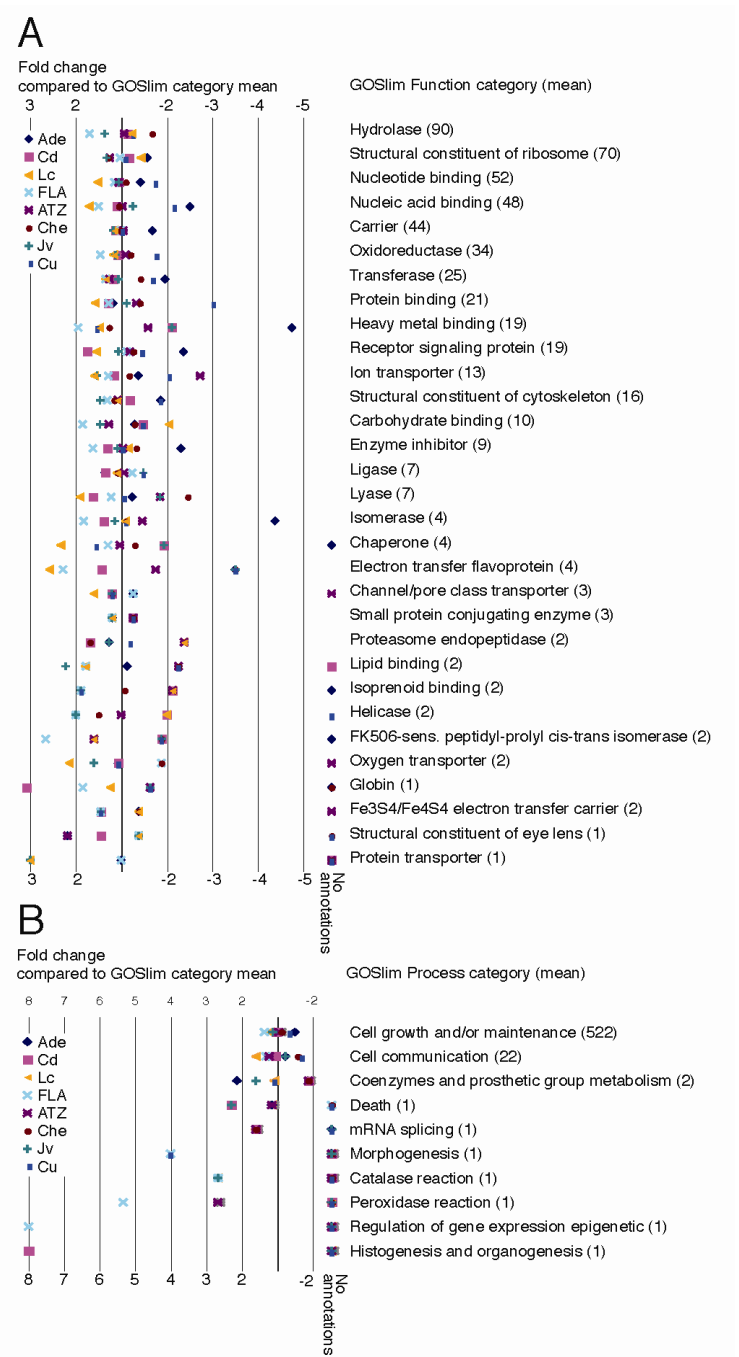 A
Fold change
compared to GOSlim category mean
GOSlim Function category (mean)
3 2 -2 -3 -4 -5
Ade
Cd
Lc
FLA
ATZ
Che
Jv
Cu
Hydrolase (90)
Structural constituent of ribosome (70)
Nucleotide binding (52)
Nucleic acid binding (48)
Carrier (44)
Oxidoreductase (34)
Transferase (25)
Protein binding (21)
Heavy metal binding (19)
Receptor signaling protein (19)
Ion transporter (13)
Structural constituent of cytoskeleton (16)
Carbohydrate binding (10)
Enzyme inhibitor (9)
Ligase (7)
Lyase (7)
Isomerase (4)
Chaperone (4)
Electron transfer flavoprotein (4)
Channel/pore class transporter (3)
Small protein conjugating enzyme (3)
Proteasome endopeptidase (2)
Lipid binding (2)
Isoprenoid binding (2)
Helicase (2)
FK506-sens. peptidyl-prolyl cis-trans isomerase (2)
Oxygen transporter (2)
Globin (1)
Fe3S4/Fe4S4 electron transfer carrier (2)
Structural constituent of eye lens (1)
Protein transporter (1)
3 2 -2 -3 -4 -5
No
annotations
B
Fold change
compared to GOSlim category mean
GOSlim Process category (mean)
8 7 6 5 4 3 2 -2
Ade
Cd
Lc
FLA
ATZ
Che
Jv
Cu
Cell growth and/or maintenance (522)
Cell communication (22)
Coenzymes and prosthetic group metabolism (2)
Death (1)
mRNA splicing (1)
Morphogenesis (1)
Catalase reaction (1)
Peroxidase reaction (1)
Regulation of gene expression epigenetic (1)
Histogenesis and organogenesis (1)
8 7 6 5 4 3 2 -2
No
annotations